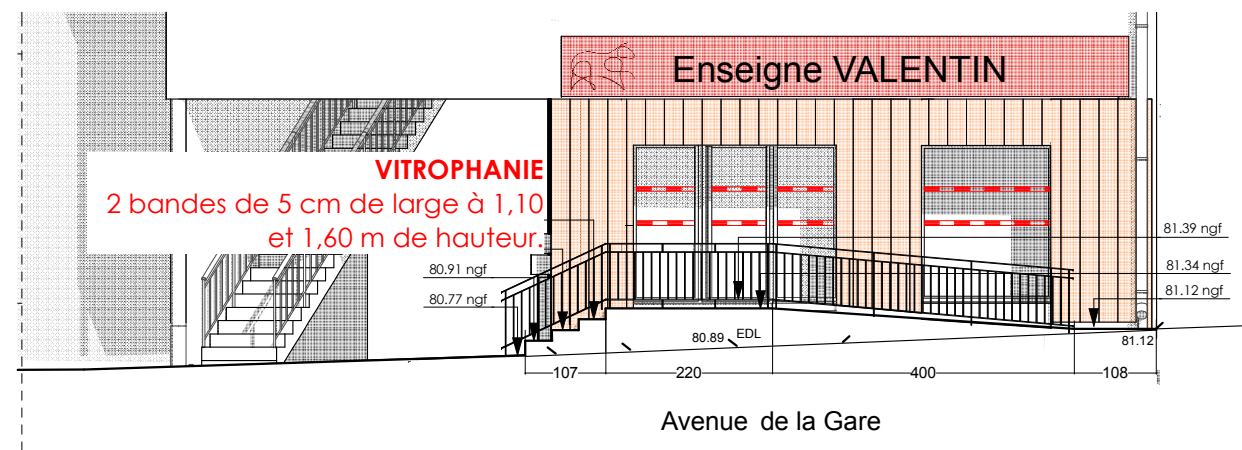 Enseigne VALENTIN
VITROPHANIE
2 bandes de 5 cm de large à 1,10
et 1,60 m de hauteur.
81.39 ngf
80.91 ngf
81.34 ngf
80.77 ngf
81.12 ngf
80.89 EDL
81.12
107
220
400
108
Avenue de la Gare